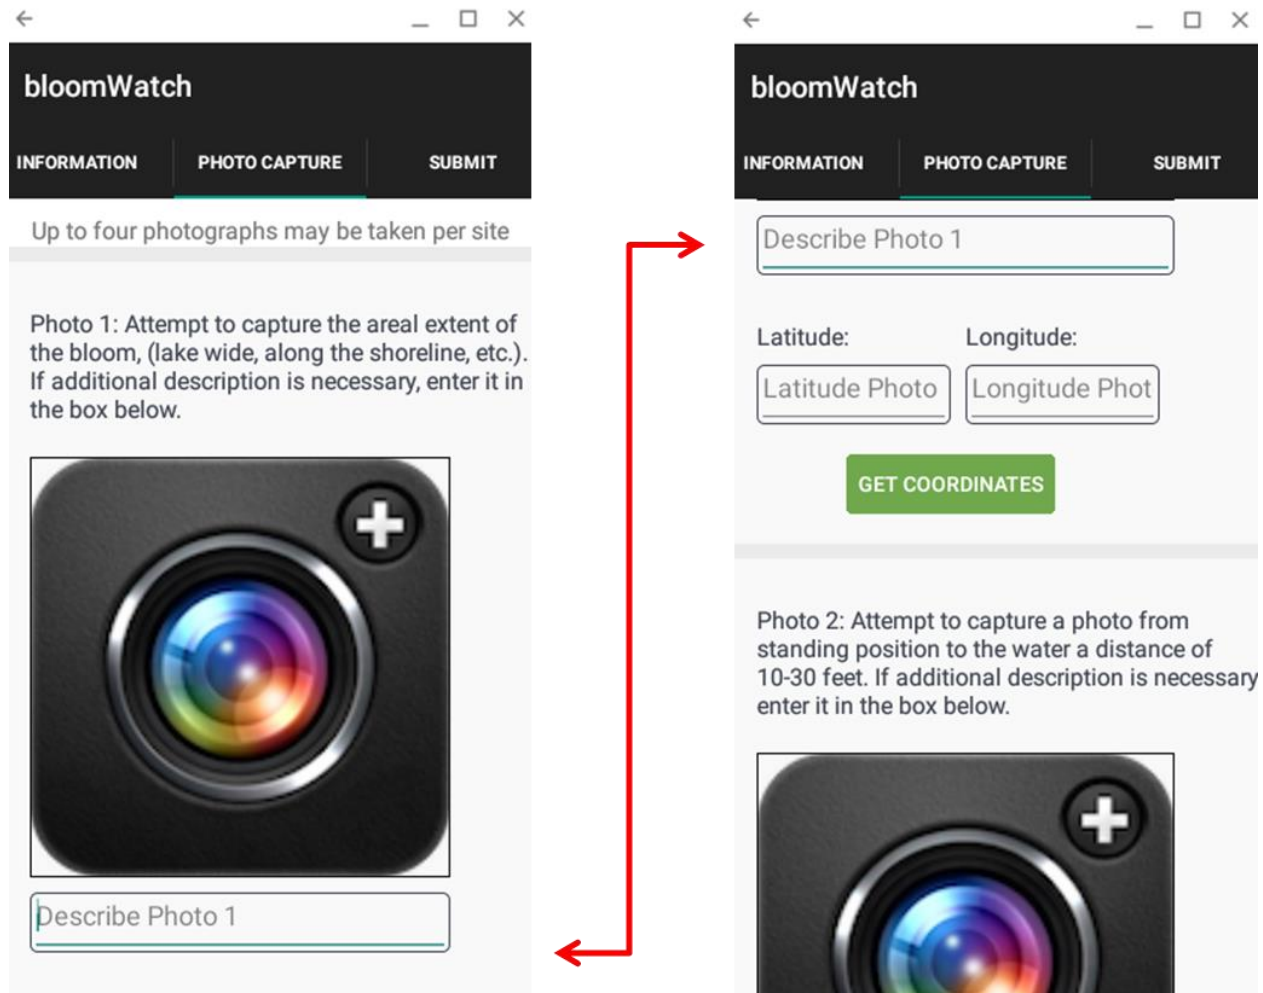 bloomWatch
INFORMATION PHOTO CAPTURE SUBMIT
Up to four photographs may be taken per site
Photo 1: Attempt to capture the areal extent of
the bloom, (lake wide, along the shoreline, etc.).
If additional description is necessary, enter it in
the box below.
Describe Photo 1
bloomWatch
INFORMATION PHOTO CAPTURE SUBMIT
Describe Photo 1
Latitude: Longitude:
Latitude Photo Longitude Phot
GET COORDINATES
Photo 2: Attempt to capture a photo from
standing position to the water a distance of
10-30 feet. If additional description is necessary
enter it in the box below.